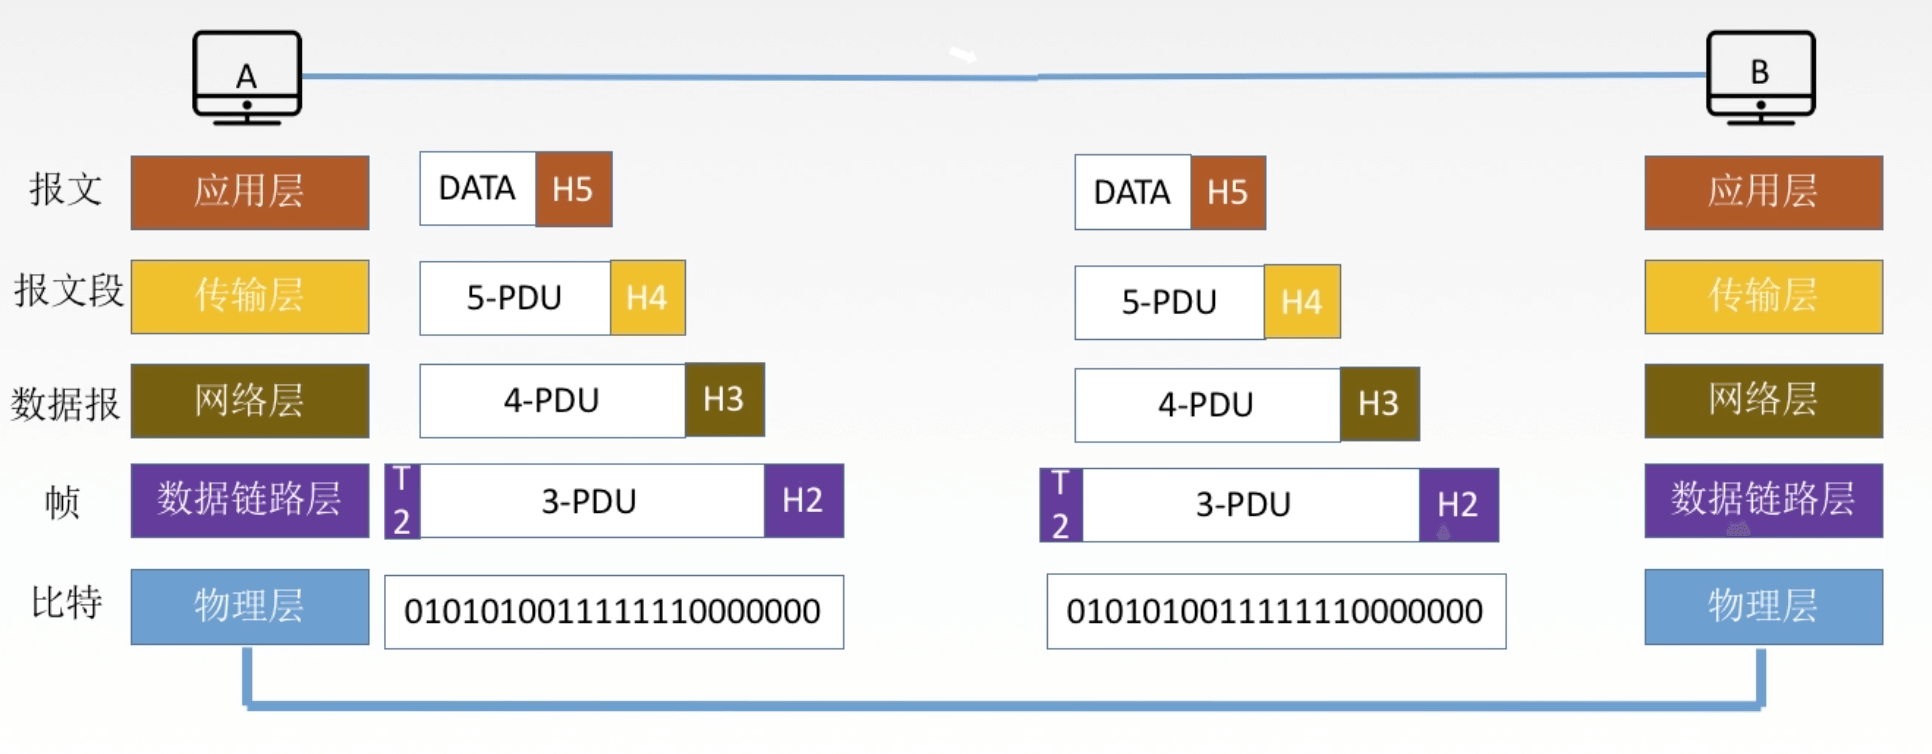 A
B
报文 应用层 DATA H5 DATA H5 应用层
报文段 传输层 5-PDU H4 5-PDU H4 传输层
数据报 网络层 4-PDU H3 4-PDU H3 网络层
帧 数据链路层 T2 3-PDU H2 T2 3-PDU H2 数据链路层
比特 物理层 0101010011111110000000 0101010011111110000000 物理层